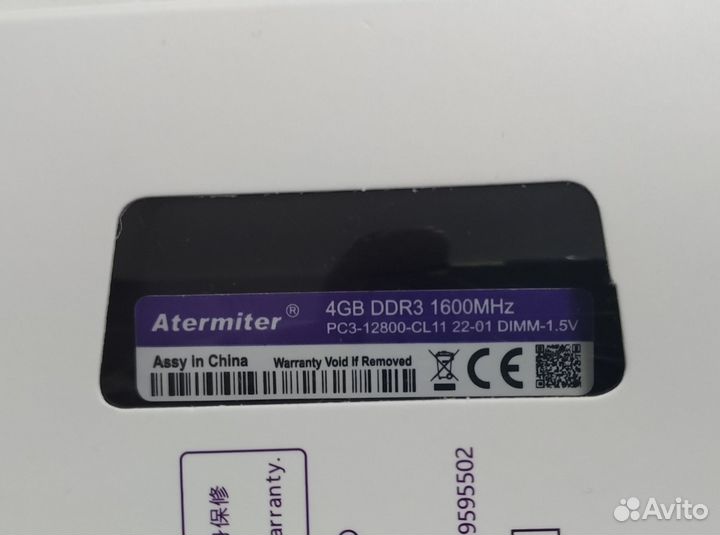 Atermiter®
4GB DDR3 1600MHz
PC3-12800-CL11 22-01 DIMM-1.5V
Assy in China
Warranty Void If Removed
CE
身保修
arranty.
9595502
Avito